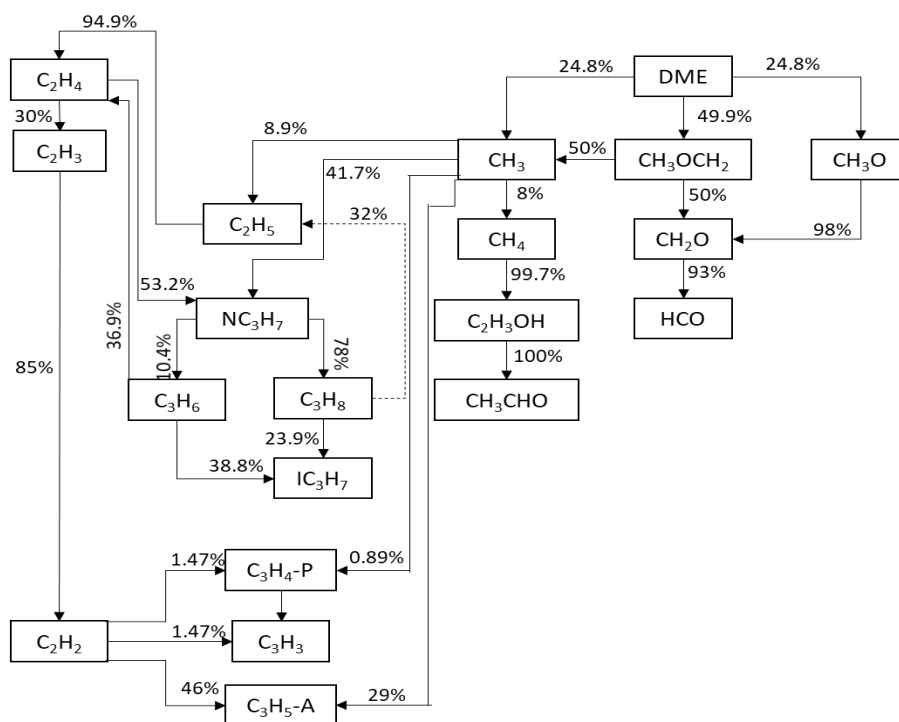 94.9%
24.8%
DME
24.8%
C₂H₄
30%
8.9%
49.9%
C₂H₃
CH₃
50%
CH₃OCH₂
CH₃O
41.7%
8%
50%
C₂H₅
32%
CH₄
CH₂O
98%
53.2%
99.7%
93%
36.9%
NC₃H₇
C₂H₃OH
HCO
85%
10.4%
78%
100%
C₃H₆
C₃H₈
CH₃CHO
23.9%
38.8%
IC₃H₇
1.47%
C₃H₄-P
0.89%
C₂H₂
1.47%
C₃H₃
46%
C₃H₅-A
29%